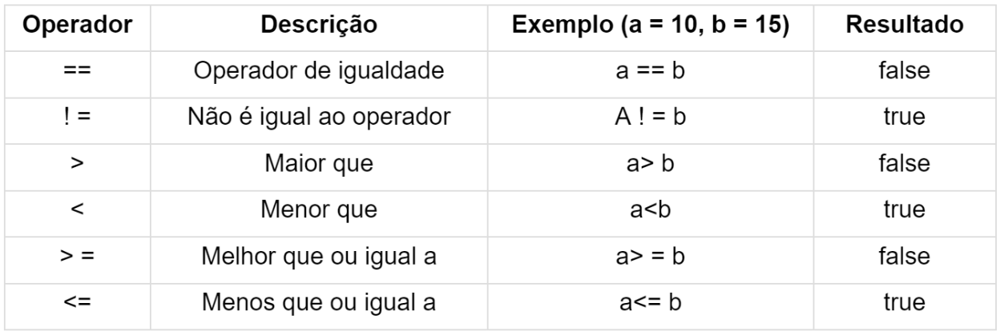 Operador Descrição Exemplo (a = 10, b = 15) Resultado
== Operador de igualdade a == b false
! = Não é igual ao operador A ! = b true
> Maior que a> b false
< Menor que a<b true
> = Melhor que ou igual a a> = b false
<= Menos que ou igual a a<= b true